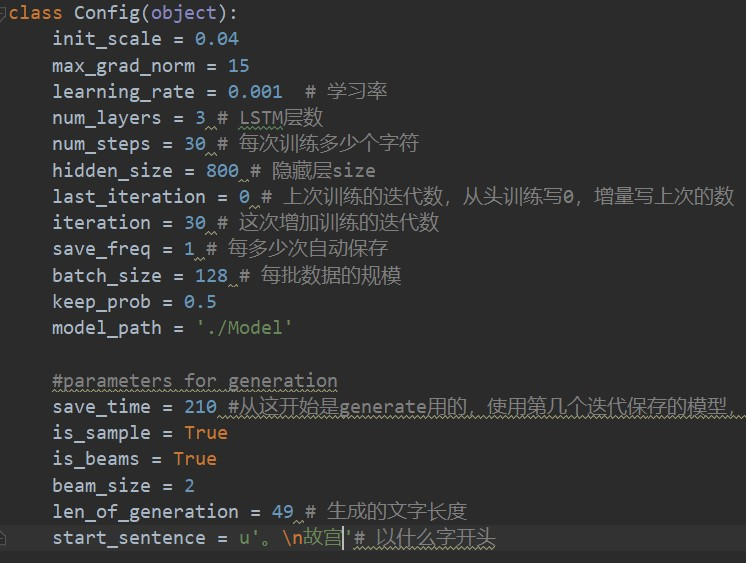 class Config(object):
    init_scale = 0.04
    max_grad_norm = 15
    learning_rate = 0.001  # 学习率
    num_layers = 3 # LSTM层数
    num_steps = 30 # 每次训练多少个字符
    hidden_size = 800 # 隐藏层size
    last_iteration = 0 # 上次训练的迭代数，从头训练写0，增量写上次的数
    iteration = 30 # 这次增加训练的迭代数
    save_freq = 1 # 每多少次自动保存
    batch_size = 128 # 每批数据的规模
    keep_prob = 0.5
    model_path = './Model'
    #parameters for generation
    save_time = 210 #从这开始是generate用的，使用第几个迭代保存的模型，
    is_sample = True
    is_beams = True
    beam_size = 2
    len_of_generation = 49 # 生成的文字长度
    start_sentence = u'。\n故宫'# 以什么字开头